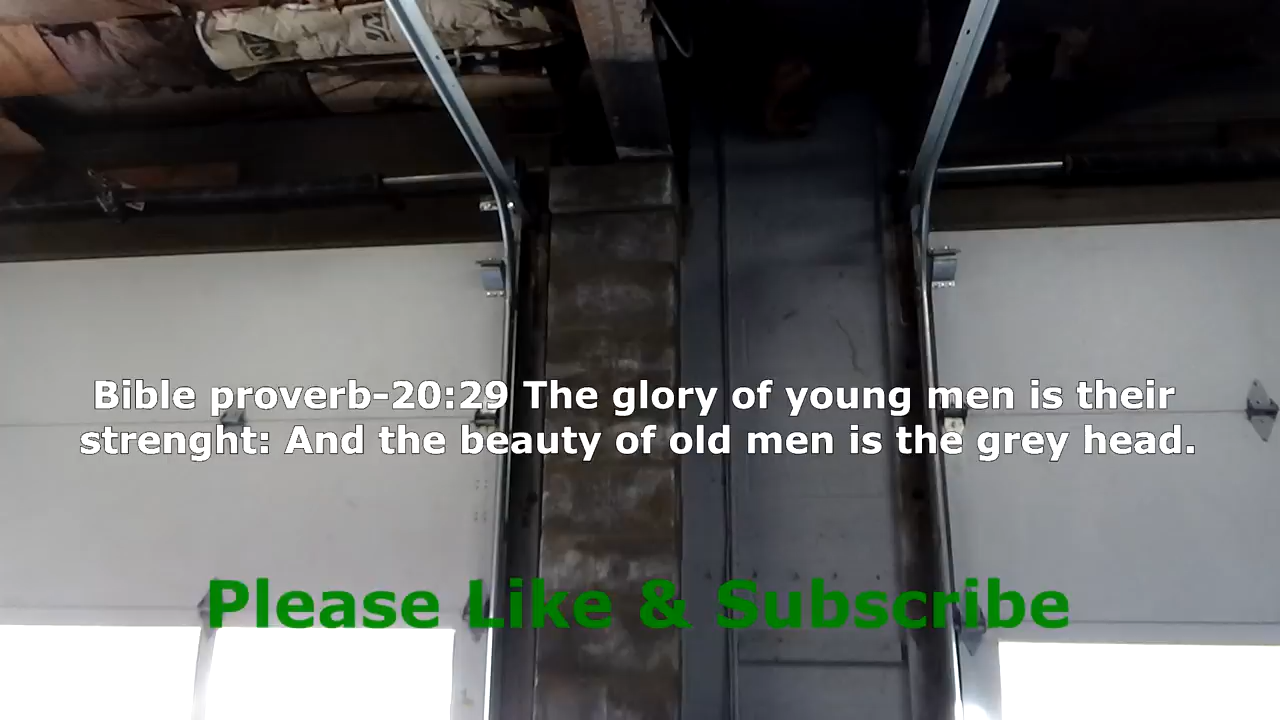 Bible proverb-20:29 The glory of young men is their
strenght: And the beauty of old men is the grey head.
Please Like & Subscribe